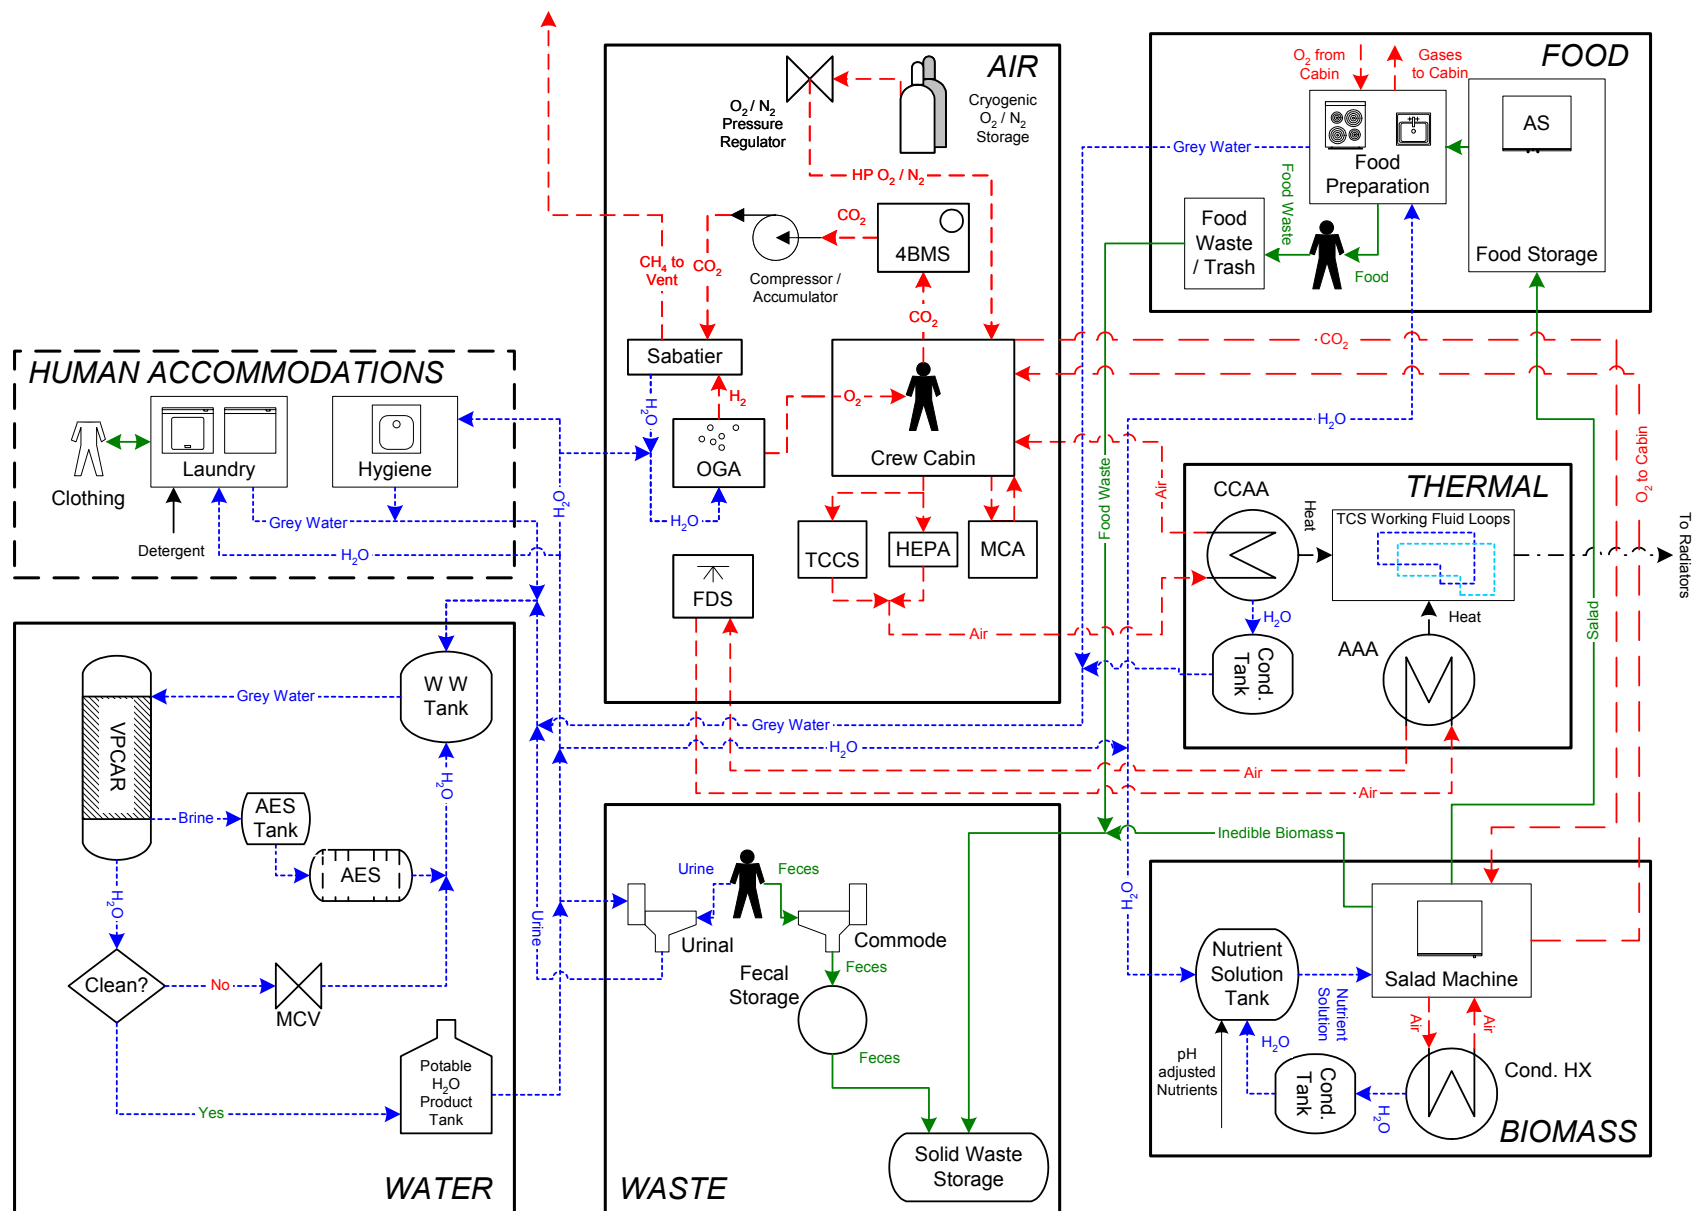 AIR
O2 / N2
Pressure
Regulator
Cryogenic
O2 / N2
Storage
HP O2 / N2
CO2
4BMS
CH4 to
Vent
CO2
Compressor /
Accumulator
CO2
Sabatier
H2O
H2
O2
OGA
Crew Cabin
H2O
TCCS
HEPA
MCA
FDS
Air
FOOD
O2 from
Cabin
Gases
to Cabin
AS
Grey Water
Food
Preparation
Food Waste
Food
Waste
/ Trash
Food
Food Storage
CO2
H2O
O2 to Cabin
Salad
Food Waste
HUMAN ACCOMMODATIONS
Laundry
Hygiene
Clothing
Grey Water
Detergent
H2O
H2O
THERMAL
CCAA
Air
Heat
TCS Working Fluid Loops
To Radiators
H2O
Heat
AAA
Cond.
Tank
Grey Water
H2O
Air
Air
WATER
VPCAR
Grey Water
W W
Tank
H2O
Brine
AES
Tank
AES
H2O
Clean?
No
MCV
Yes
Potable
H2O
Product
Tank
Urine
WASTE
Urine
Feces
Urinal
Commode
Fecal
Storage
Feces
Feces
Solid Waste
Storage
Inedible Biomass
BIOMASS
H2O
Nutrient
Solution
Tank
Nutrient
Solution
Salad Machine
Air
Air
H2O
pH
adjusted
Nutrients
Cond.
Tank
H2O
Cond. HX